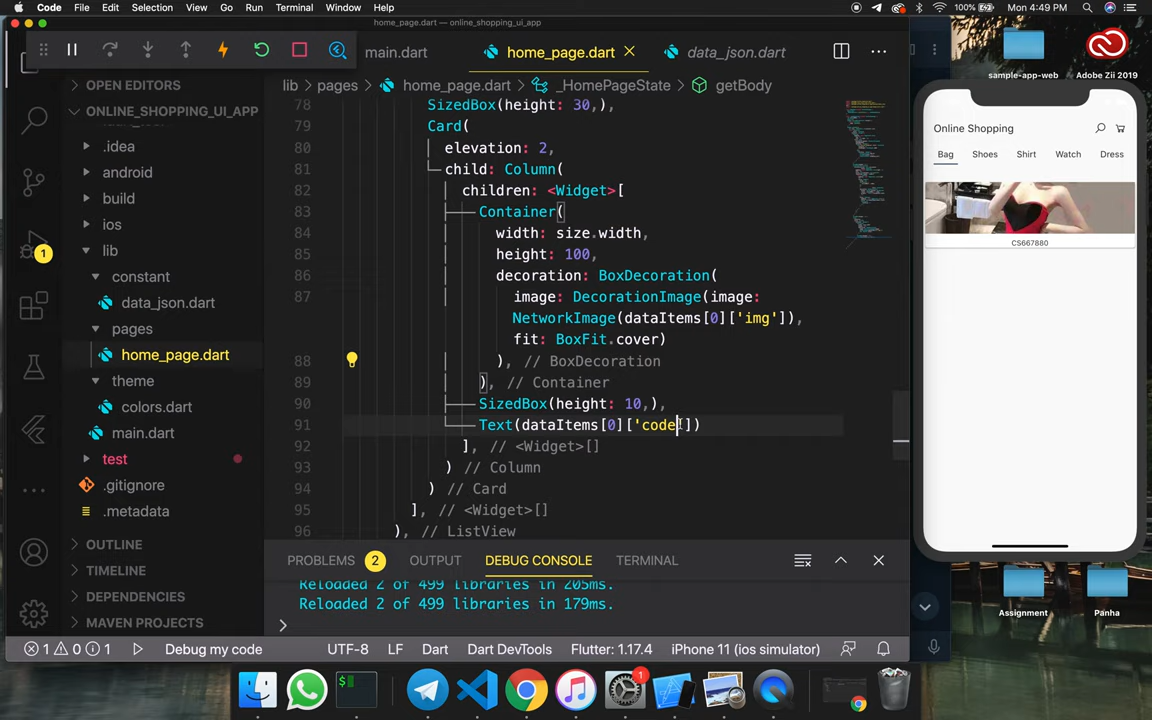 Code File Edit Selection View Go Run Terminal Window Help 100% Mon 4:49 PM
home_page.dart — online_shopping_ui_app
main.dart home_page.dart data_json.dart
lib pages home_page.dart _HomePageState getBody
OPEN EDITORS
ONLINE_SHOPPING_UI_APP
.idea
android
build
ios
lib
constant
data_json.dart
pages
home_page.dart
theme
colors.dart
main.dart
test
.gitignore
.metadata
OUTLINE
TIMELINE
DEPENDENCIES
MAVEN PROJECTS
1
78 SizedBox(height: 30,),
79 Card(
80 elevation: 2,
81 child: Column(
82 children: <Widget>[
83 Container(
84 width: size.width,
85 height: 100,
86 decoration: BoxDecoration(
87 image: DecorationImage(image:
NetworkImage(dataItems[0]['img']),
fit: BoxFit.cover)
88 ), // BoxDecoration
89 ), // Container
90 SizedBox(height: 10,),
91 Text(dataItems[0]['code'])
92 ], // <Widget>[]
93 ) // Column
94 ) // Card
95 ], // <Widget>[]
96 ), // ListView
PROBLEMS 2 OUTPUT DEBUG CONSOLE TERMINAL
Reloaded 2 of 499 libraries in 205ms.
Reloaded 2 of 499 libraries in 179ms.
1 0 1 Debug my code UTF-8 LF Dart Dart DevTools Flutter: 1.17.4 iPhone 11 (ios simulator)
sample-app-web
Adobe Zii 2019
Online Shopping
Bag Shoes Shirt Watch Dress
CS667880
Assignment
Panha
1